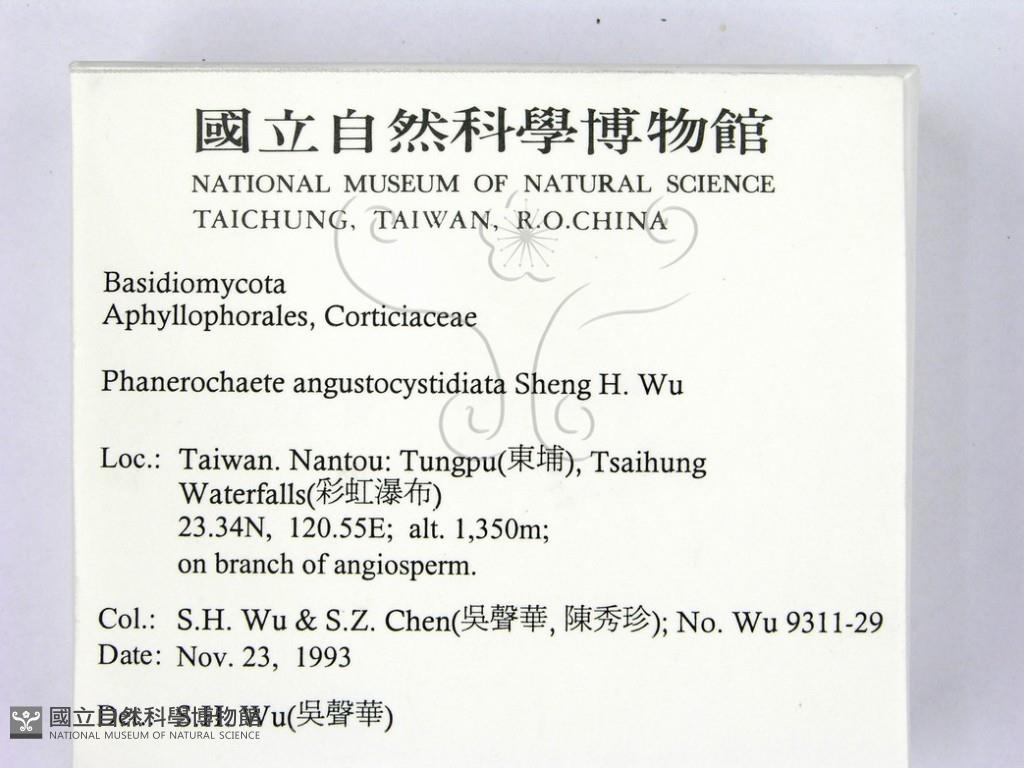 國立自然科學博物館
NATIONAL MUSEUM OF NATURAL SCIENCE
TAICHUNG, TAIWAN, R.O.CHINA
Basidiomycota
Aphyllophorales, Corticiaceae
Phanerochaete angustocystidiata Sheng H. Wu
Loc.: Taiwan. Nantou: Tungpu(東埔), Tsaihung
Waterfalls(彩虹瀑布)
23.34N, 120.55E; alt. 1,350m;
on branch of angiosperm.
Col.: S.H. Wu & S.Z. Chen(吳聲華, 陳秀珍); No. Wu 9311-29
Date: Nov. 23, 1993
Det.: S.H. Wu(吳聲華)
國立自然科學博物館
NATIONAL MUSEUM OF NATURAL SCIENCE